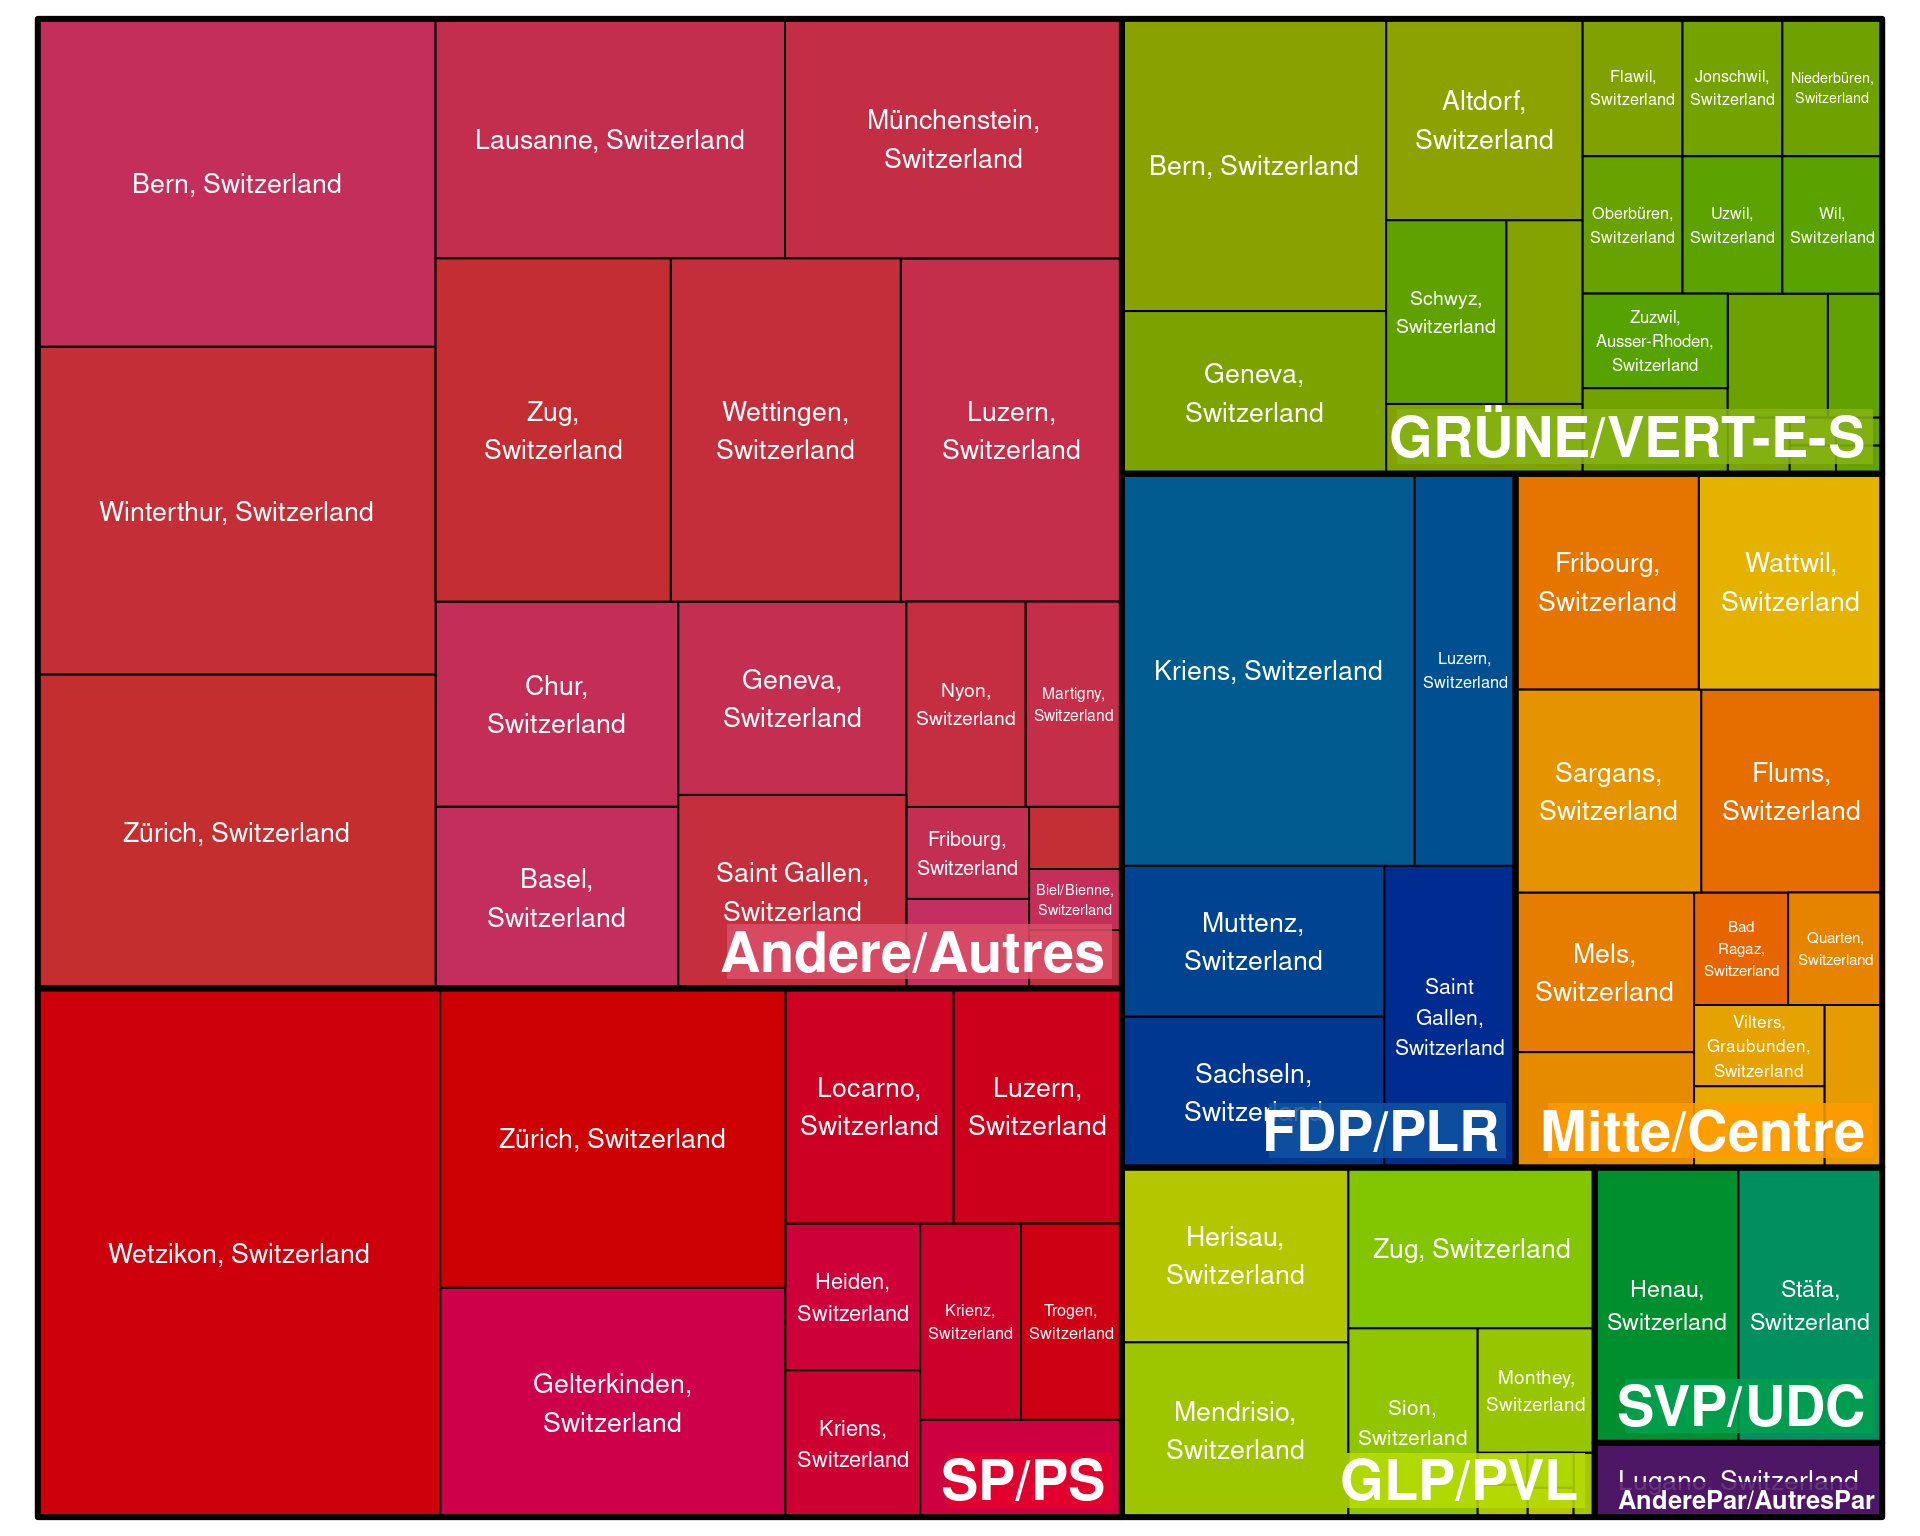 Bern, Switzerland
Winterthur, Switzerland
Zürich, Switzerland
Lausanne, Switzerland
Münchenstein,
Switzerland
Zug,
Switzerland
Wettingen,
Switzerland
Luzern,
Switzerland
Chur,
Switzerland
Basel,
Switzerland
Geneva,
Switzerland
Saint Gallen,
Switzerland
Nyon,
Switzerland
Martigny,
Switzerland
Fribourg,
Switzerland
Biel/Bienne,
Switzerland
Andere/Autres
Wetzikon, Switzerland
Zürich, Switzerland
Gelterkinden,
Switzerland
Locarno,
Switzerland
Luzern,
Switzerland
Heiden,
Switzerland
Kriens,
Switzerland
Krienz,
Switzerland
Trogen,
Switzerland
SP/PS
Bern, Switzerland
Geneva,
Switzerland
Altdorf,
Switzerland
Schwyz,
Switzerland
Flawil,
Switzerland
Jonschwil,
Switzerland
Niederbüren,
Switzerland
Oberbüren,
Switzerland
Uzwil,
Switzerland
Wil,
Switzerland
Zuzwil,
Ausser-Rhoden,
Switzerland
GRÜNE/VERT-E-S
Kriens, Switzerland
Luzern,
Switzerland
Muttenz,
Switzerland
Sachseln,
Switzerland
Saint
Gallen,
Switzerland
FDP/PLR
Fribourg,
Switzerland
Wattwil,
Switzerland
Sargans,
Switzerland
Flums,
Switzerland
Mels,
Switzerland
Bad
Ragaz,
Switzerland
Quarten,
Switzerland
Vilters,
Graubunden,
Switzerland
Mitte/Centre
Herisau,
Switzerland
Mendrisio,
Switzerland
Zug, Switzerland
Sion,
Switzerland
Monthey,
Switzerland
GLP/PVL
Henau,
Switzerland
Stäfa,
Switzerland
SVP/UDC
Lugano, Switzerland
AnderePar/AutresPar